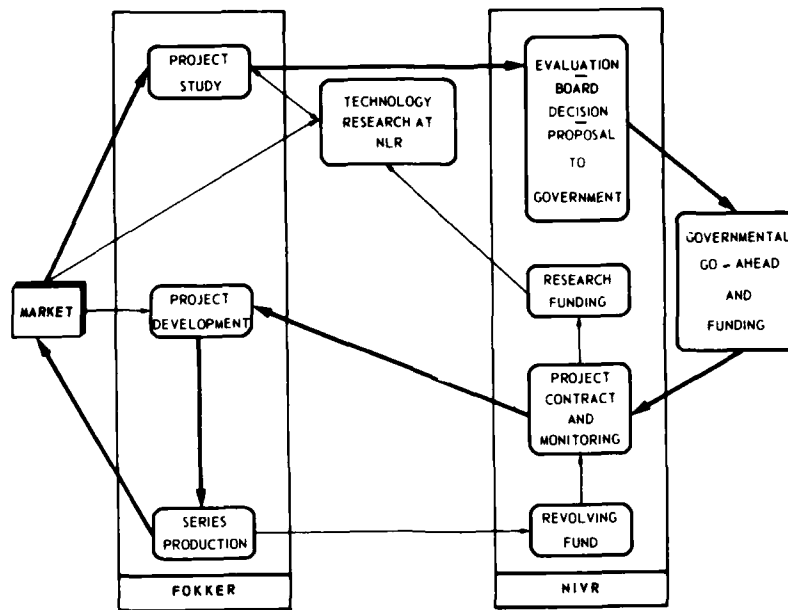 PROJECT
STUDY
TECHNOLOGY
RESEARCH AT
NLR
EVALUATION
—
BOARD
DECISION
—
PROPOSAL
TO
GOVERNMENT
GOVERNMENTAL
GO - AHEAD
AND
FUNDING
RESEARCH
FUNDING
MARKET
PROJECT
DEVELOPMENT
PROJECT
CONTRACT
AND
MONITORING
SERIES
PRODUCTION
REVOLVING
FUND
FOKKER
NIVR